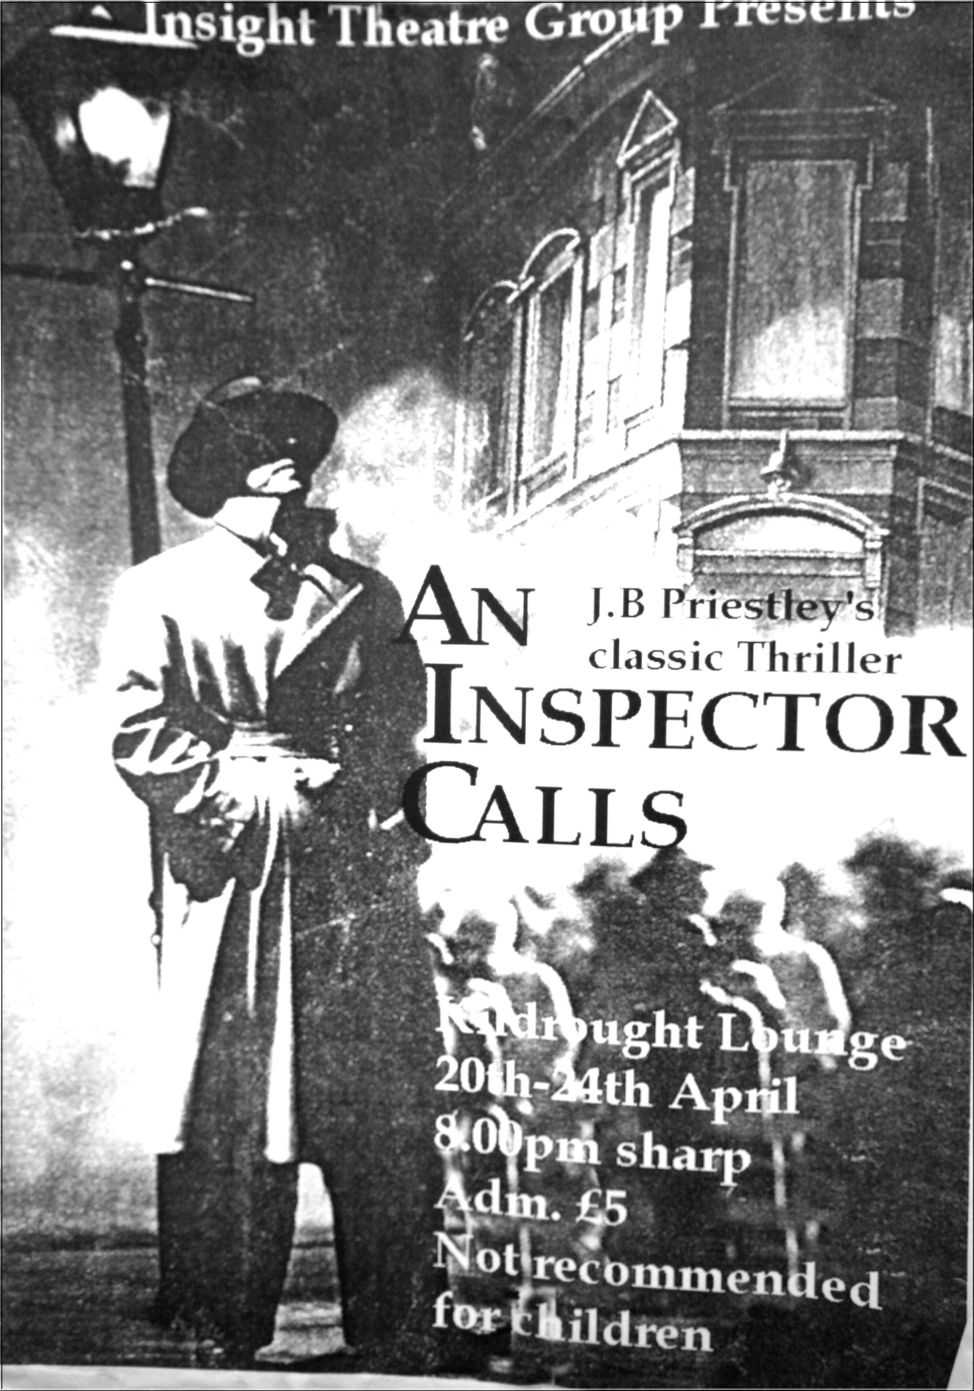 Insight Theatre Group Presents
AN
J.B Priestley's
classic Thriller
INSPECTOR
CALLS
Kildrought Lounge
20th-24th April
8.00pm sharp
Adm. £5
Not recommended
for children